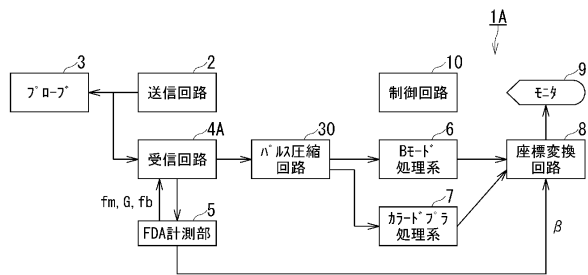 1A
3
2
10
9
ﾌﾟﾛｰﾌﾞ
送信回路
制御回路
ﾓﾆﾀ
4A
30
6
8
受信回路
ﾊﾟﾙｽ圧縮
回路
Bﾓｰﾄﾞ
処理系
座標変換
回路
fm, G, fb
5
7
FDA計測部
ｶﾗｰﾄﾞﾌﾟﾗ
処理系
β